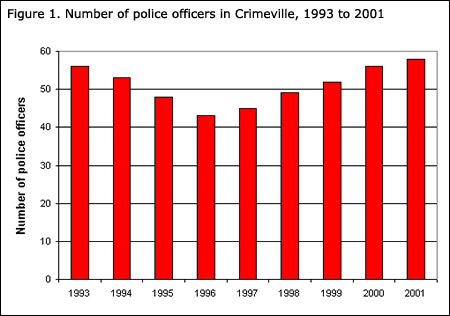 Figure 1. Number of police officers in Crimeville, 1993 to 2001
60
50
40
30
20
10
0
Number of police officers
1993 1994 1995 1996 1997 1998 1999 2000 2001